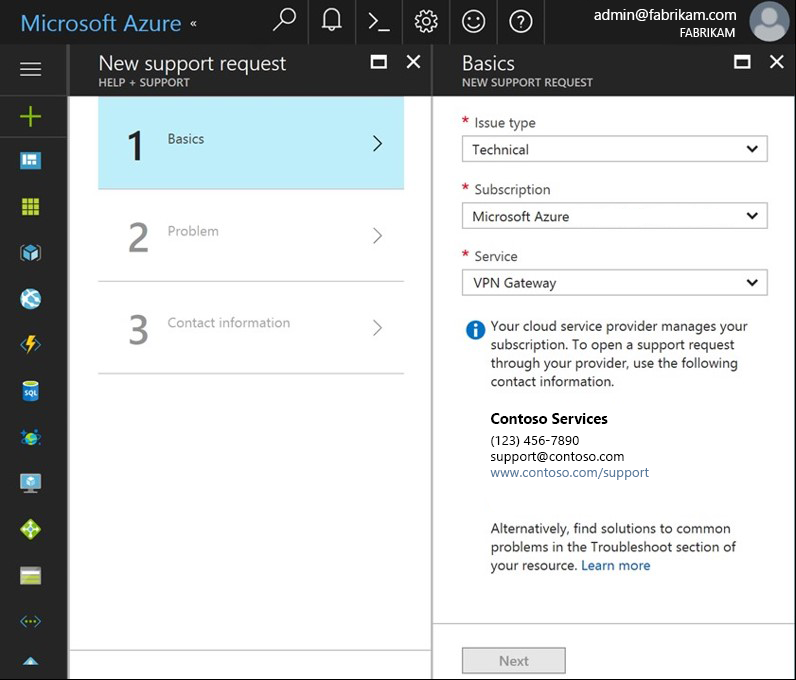 Microsoft Azure «
admin@fabrikam.com
FABRIKAM
New support request
HELP + SUPPORT
1 Basics
2 Problem
3 Contact information
Basics
NEW SUPPORT REQUEST
* Issue type
Technical
* Subscription
Microsoft Azure
* Service
VPN Gateway
Your cloud service provider manages your
subscription. To open a support request
through your provider, use the following
contact information.
Contoso Services
(123) 456-7890
support@contoso.com
www.contoso.com/support
Alternatively, find solutions to common
problems in the Troubleshoot section of
your resource. Learn more
Next
SQL